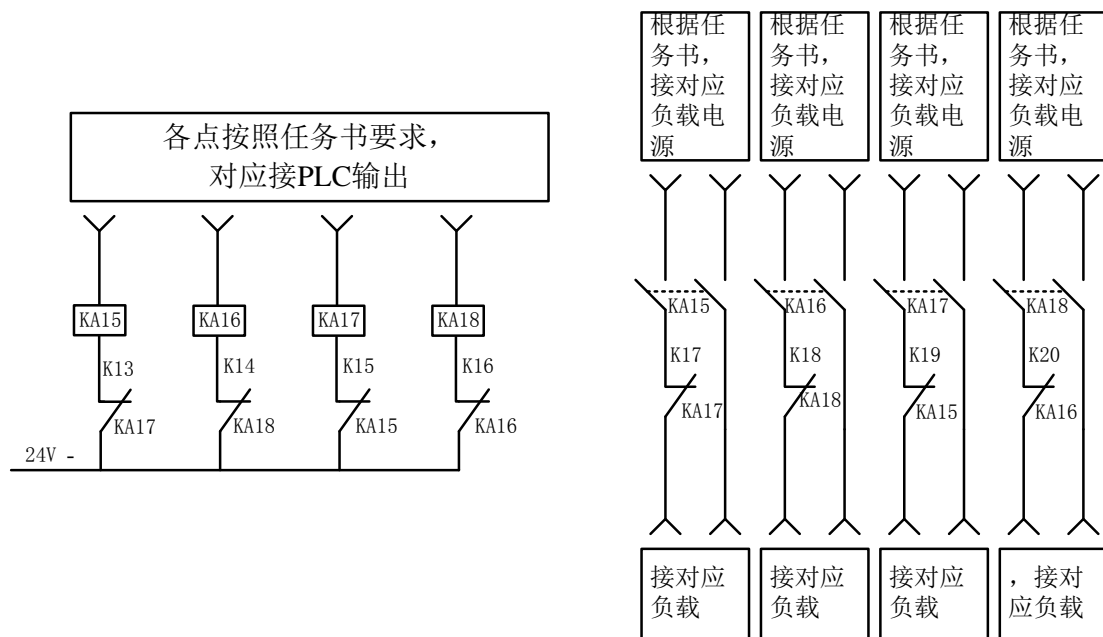 各点按照任务书要求，
对应接PLC输出
KA15
KA16
KA17
KA18
K13
K14
K15
K16
KA17
KA18
KA15
KA16
24V -
根据任
务书，
接对应
负载电
源
根据任
务书，
接对应
负载电
源
根据任
务书，
接对应
负载电
源
根据任
务书，
接对应
负载电
源
KA15
KA16
KA17
KA18
K17
K18
K19
K20
KA17
KA18
KA15
KA16
接对应
负载
接对应
负载
接对应
负载
，接对
应负载